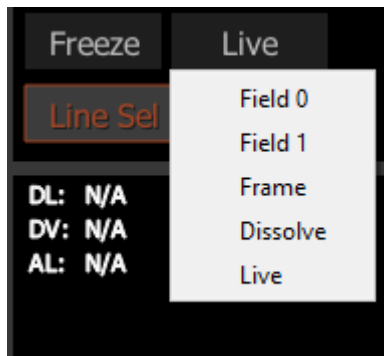 Freeze Live
Line Sel
Field 0
Field 1
Frame
Dissolve
Live
DL: N/A
DV: N/A
AL: N/A